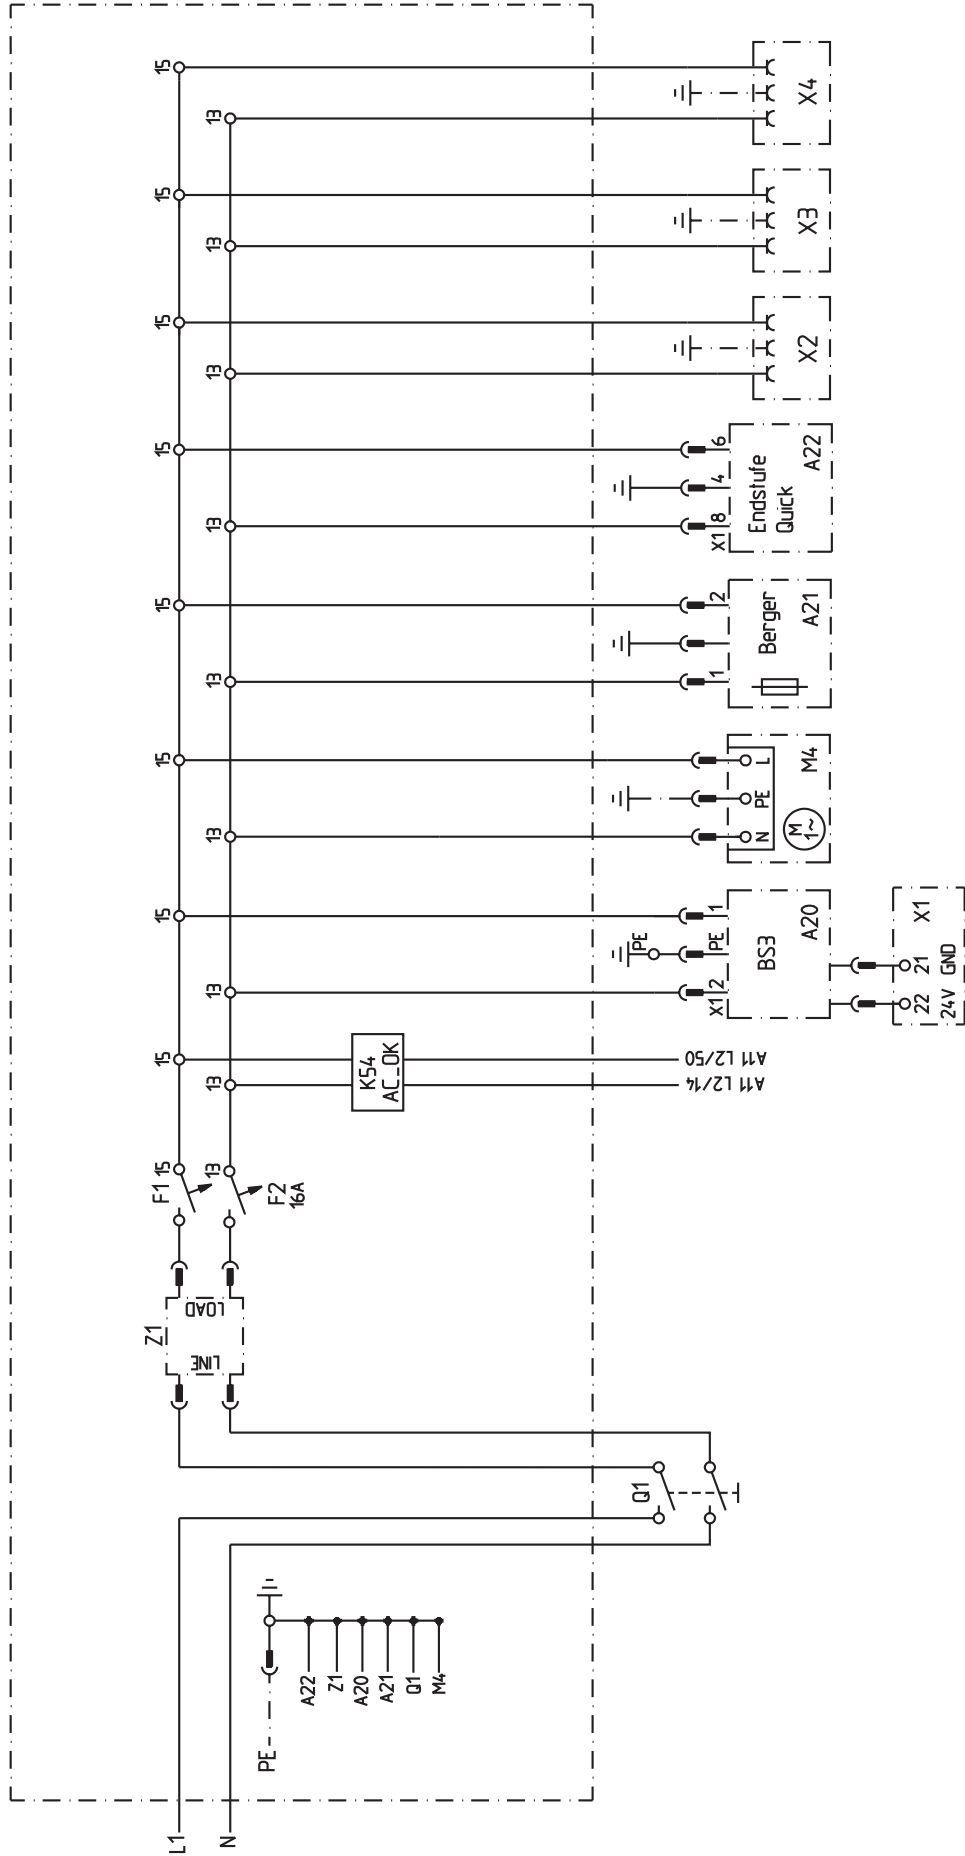 15
X4
13
15
X3
13
15
X2
13
15
6
A22
4
Endstufe
Quick
13
8
X1
15
2
A21
Berger
13
1
15
L
M4
PE
13
N
M
1~
15
1
A20
X1
PE
PE
BS3
21
GND
13
2
X1
22
24V
15
K54
AC_OK
A11 L2/50
13
A11 L2/14
F1
15
13
F2
16A
LOAD
Z1
LINE
Q1
A22
Z1
A20
A21
Q1
M4
PE
L1
N